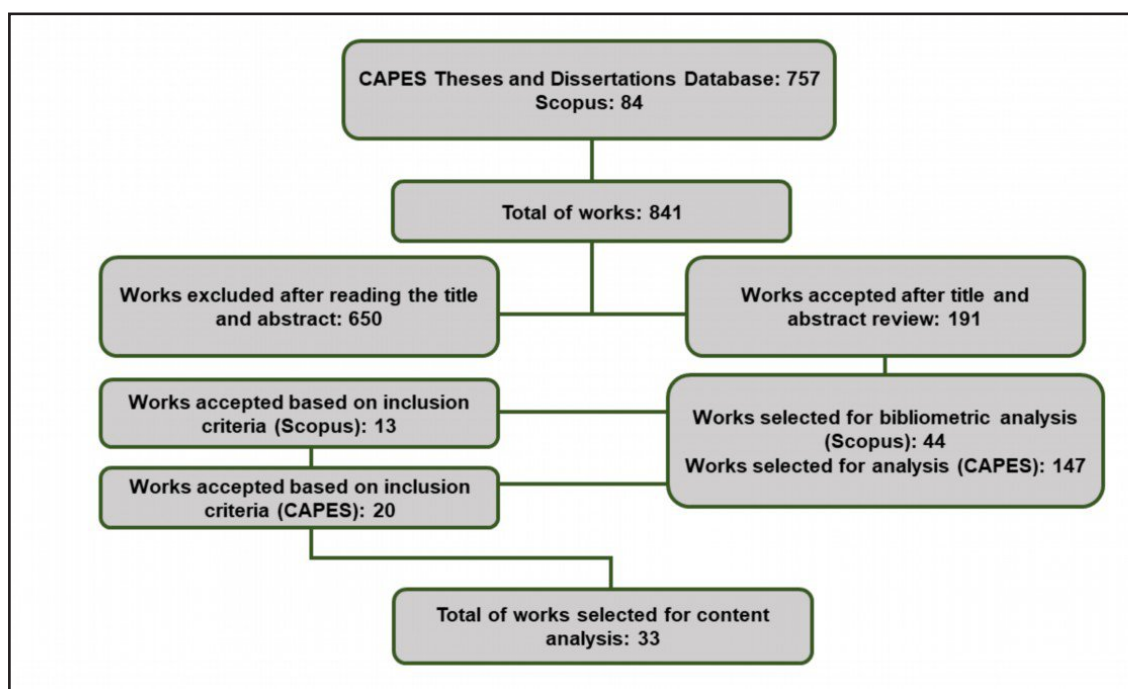 CAPES Theses and Dissertations Database: 757
Scopus: 84
Total of works: 841
Works excluded after reading the title
and abstract: 650
Works accepted after title and
abstract review: 191
Works accepted based on inclusion
criteria (Scopus): 13
Works selected for bibliometric analysis
(Scopus): 44
Works selected for analysis (CAPES): 147
Works accepted based on inclusion
criteria (CAPES): 20
Total of works selected for content
analysis: 33